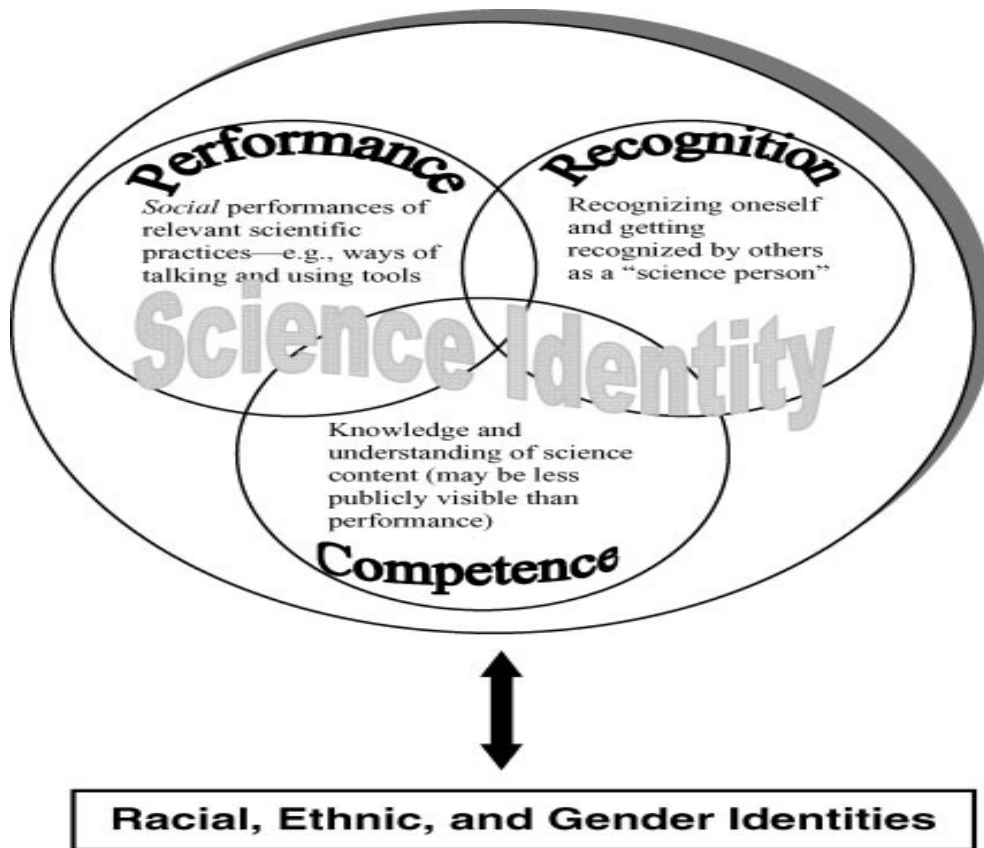 Performance
Social performances of
relevant scientific
practices—e.g., ways of
talking and using tools
Recognition
Recognizing oneself
and getting
recognized by others
as a “science person”
Science Identity
Knowledge and
understanding of science
content (may be less
publicly visible than
performance)
Competence
Racial, Ethnic, and Gender Identities